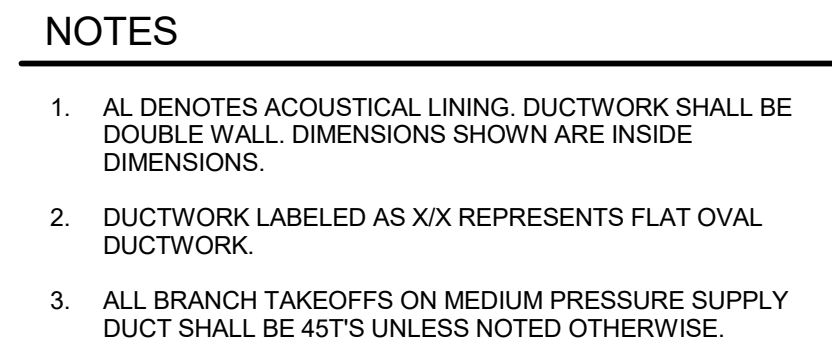 NOTES
1. AL DENOTES ACOUSTICAL LINING. DUCTWORK SHALL BE
DOUBLE WALL. DIMENSIONS SHOWN ARE INSIDE
DIMENSIONS.
2. DUCTWORK LABELED AS X/X REPRESENTS FLAT OVAL
DUCTWORK.
3. ALL BRANCH TAKEOFFS ON MEDIUM PRESSURE SUPPLY
DUCT SHALL BE 45T'S UNLESS NOTED OTHERWISE.